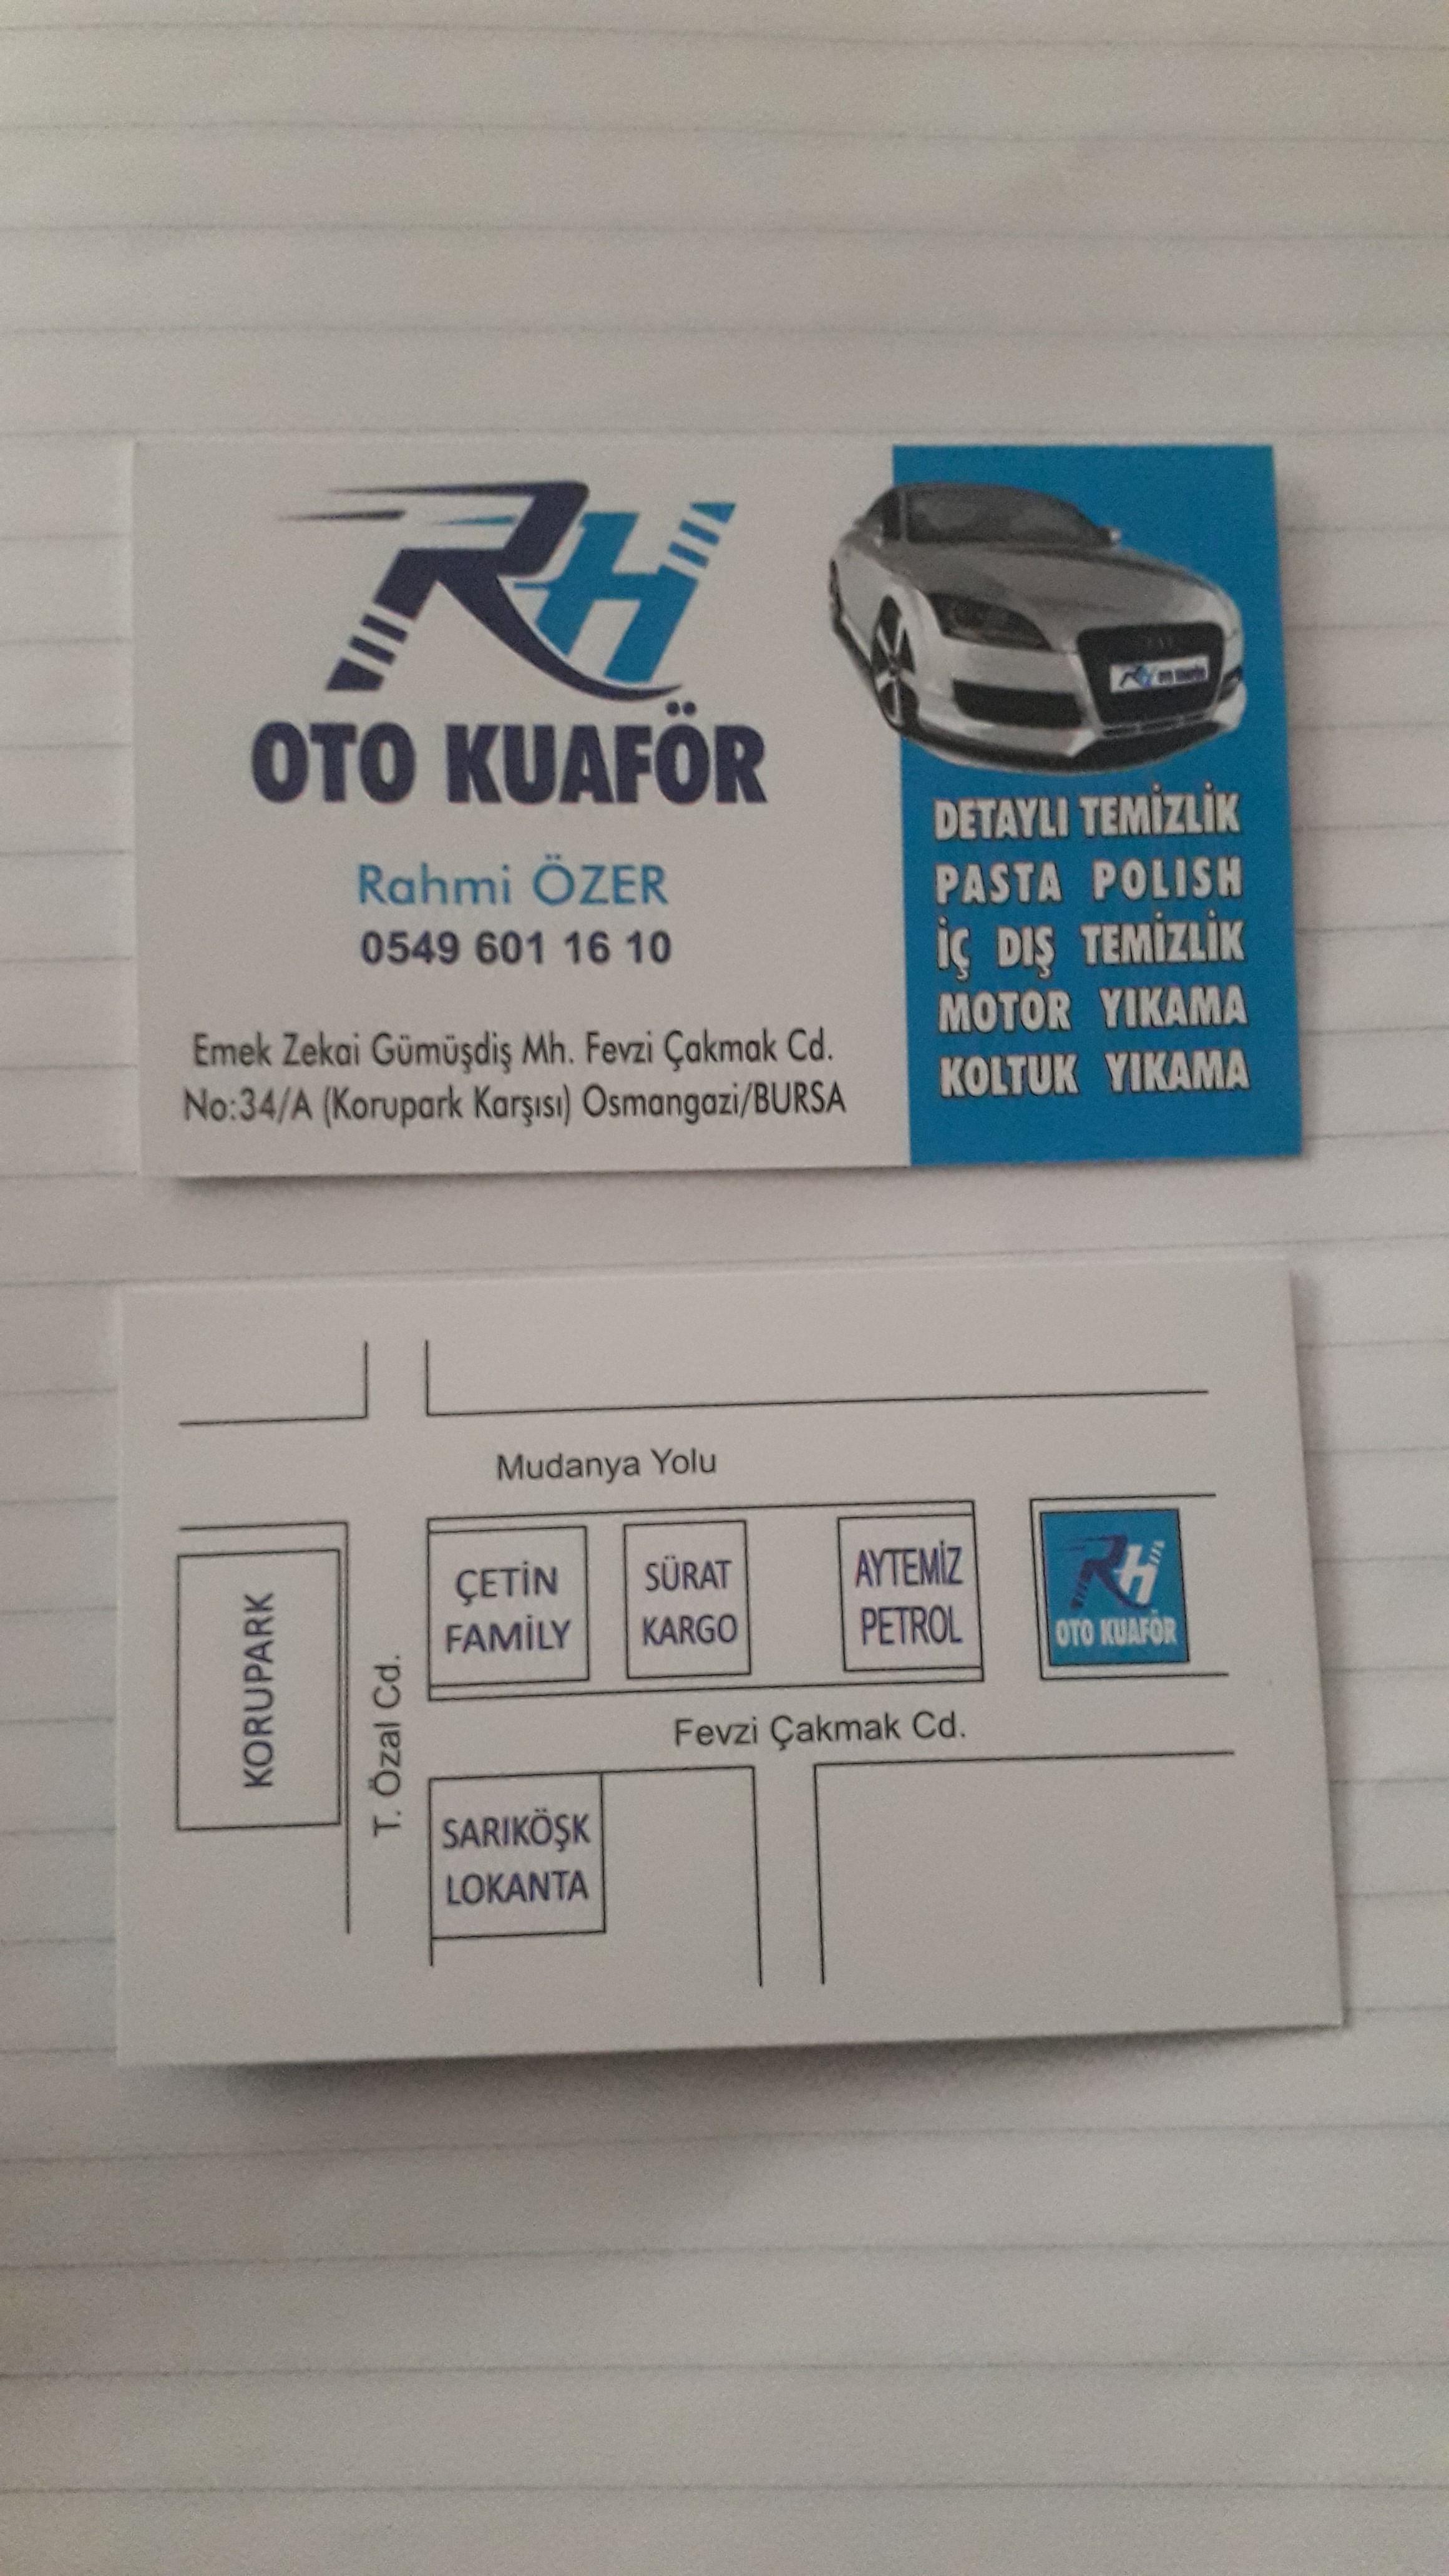 RH
OTO KUAFÖR
Rahmi ÖZER
0549 601 16 10
Emek Zekai Gümüşdiş Mh. Fevzi Çakmak Cd.
No:34/A (Korupark Karşısı) Osmangazi/BURSA
RH
DETAYLI TEMİZLİK
PASTA POLISH
İÇ DIŞ TEMİZLİK
MOTOR YIKAMA
KOLTUK YIKAMA
Mudanya Yolu
KORUPARK
T. Özal Cd.
ÇETİN
FAMİLY
SÜRAT
KARGO
AYTEMİZ
PETROL
RH
OTO KUAFÖR
Fevzi Çakmak Cd.
SARIKÖŞK
LOKANTA